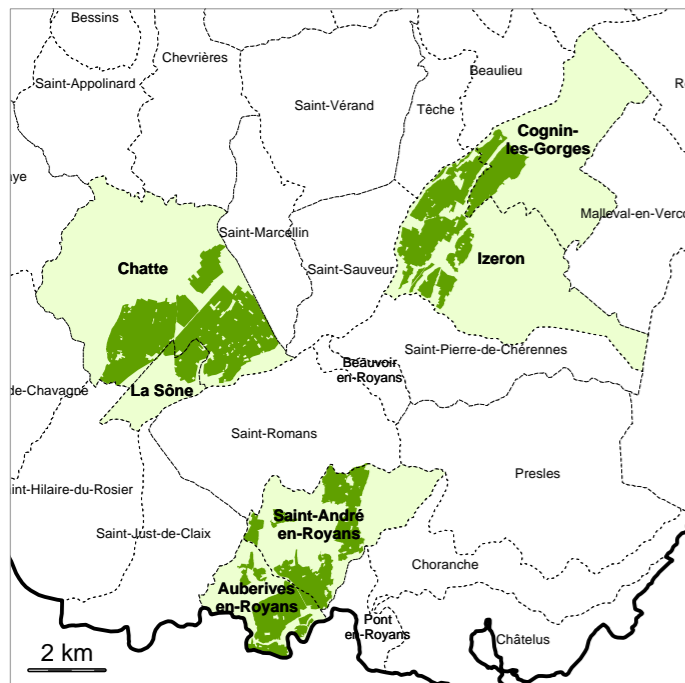 Bessins
Chevrières
Beaulieu
Saint-Appolinard
R
Saint-Vérand
Têche
Cognin-
les-Gorges
aye
Malleval-en-Verco
Saint-Marcellin
Chatte
Saint-Sauveur
Izeron
Saint-Pierre-de-Chérennes
Beauvoir
en-Royans
de-Chavagne
La Sône
Saint-Romans
Presles
int-Hilaire-du-Rosier
Saint-André
en-Royans
Saint-Just-de-Claix
Choranche
Auberives
en-Royans
Pont
en-Royans
Châtelus
2 km